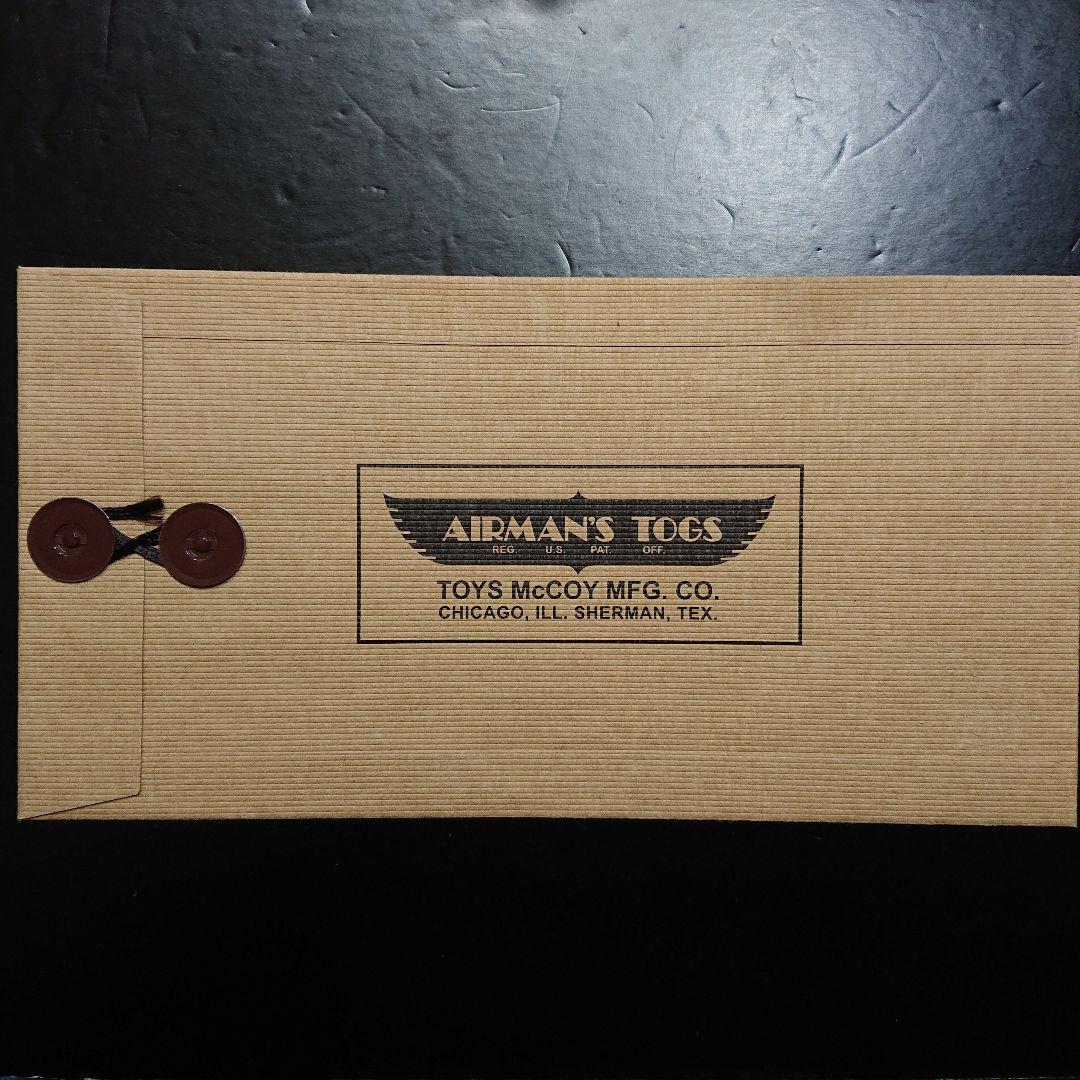 AIRMAN'S TOGS
REG. U.S. PAT. OFF.
TOYS McCOY MFG. CO.
CHICAGO, ILL. SHERMAN, TEX.